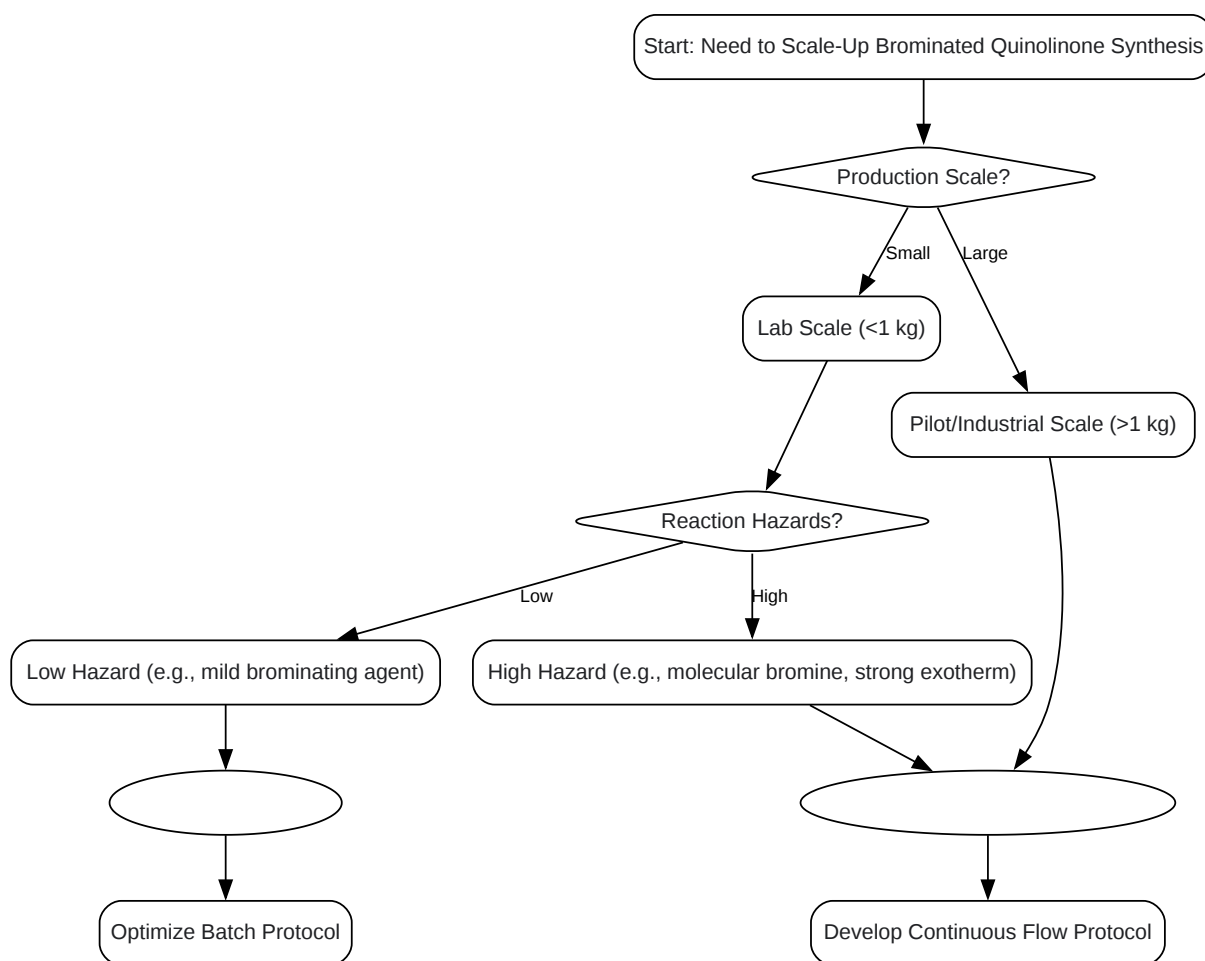 Start: Need to Scale-Up Brominated Quinolinone Synthesis
Production Scale?
Small
Large
Lab Scale (<1 kg)
Pilot/Industrial Scale (>1 kg)
Reaction Hazards?
Low
High
Low Hazard (e.g., mild brominating agent)
High Hazard (e.g., molecular bromine, strong exotherm)
Optimize Batch Protocol
Develop Continuous Flow Protocol